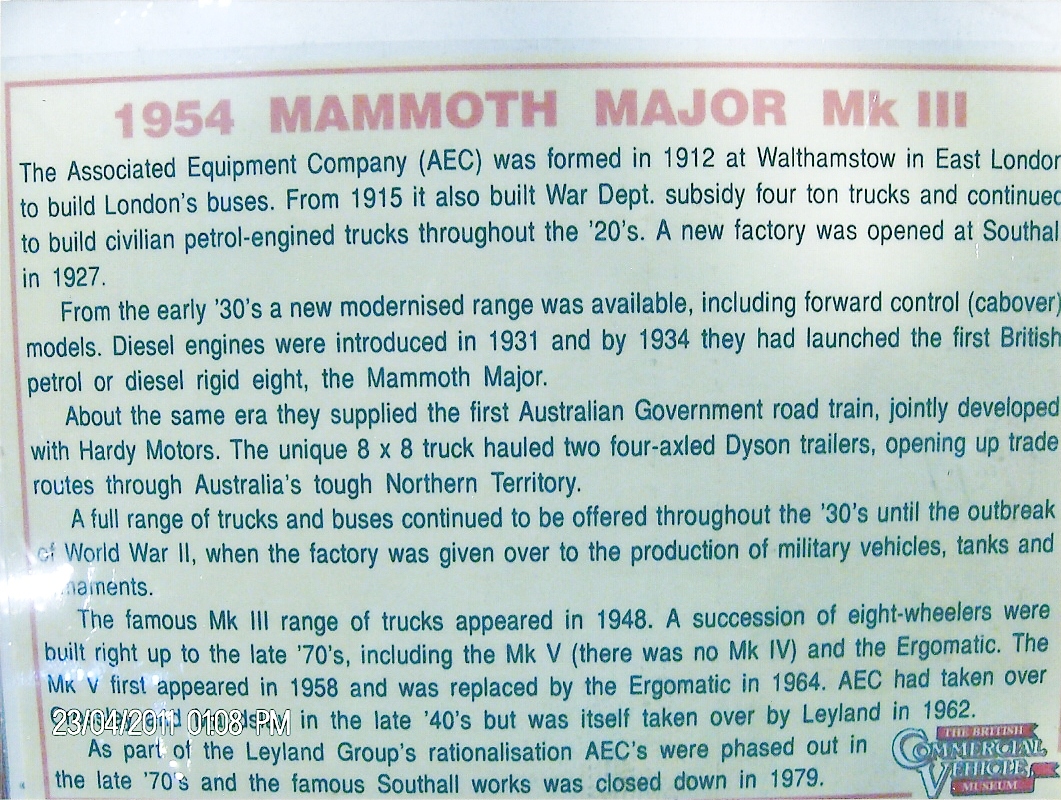 1954 MAMMOTH MAJOR Mk III
The Associated Equipment Company (AEC) was formed in 1912 at Walthamstow in East London
to build London's buses. From 1915 it also built War Dept. subsidy four ton trucks and continued
to build civilian petrol-engined trucks throughout the '20's. A new factory was opened at Southal
in 1927.
From the early '30's a new modernised range was available, including forward control (cabover)
models. Diesel engines were introduced in 1931 and by 1934 they had launched the first British
petrol or diesel rigid eight, the Mammoth Major.
About the same era they supplied the first Australian Government road train, jointly developed
with Hardy Motors. The unique 8 x 8 truck hauled two four-axled Dyson trailers, opening up trade
routes through Australia's tough Northern Territory.
A full range of trucks and buses continued to be offered throughout the '30's until the outbreak
of World War II, when the factory was given over to the production of military vehicles, tanks and
naments.
The famous Mk III range of trucks appeared in 1948. A succession of eight-wheelers were
built right up to the late '70's, including the Mk V (there was no Mk IV) and the Ergomatic. The
Mk V first appeared in 1958 and was replaced by the Ergomatic in 1964. AEC had taken over
in the late '40's but was itself taken over by Leyland in 1962.
23/04/2011 01:08 PM
As part of the Leyland Group's rationalisation AEC's were phased out in
the late '70's and the famous Southall works was closed down in 1979.
THE BRITISH
COMMERCIAL
VEHICLE
MUSEUM